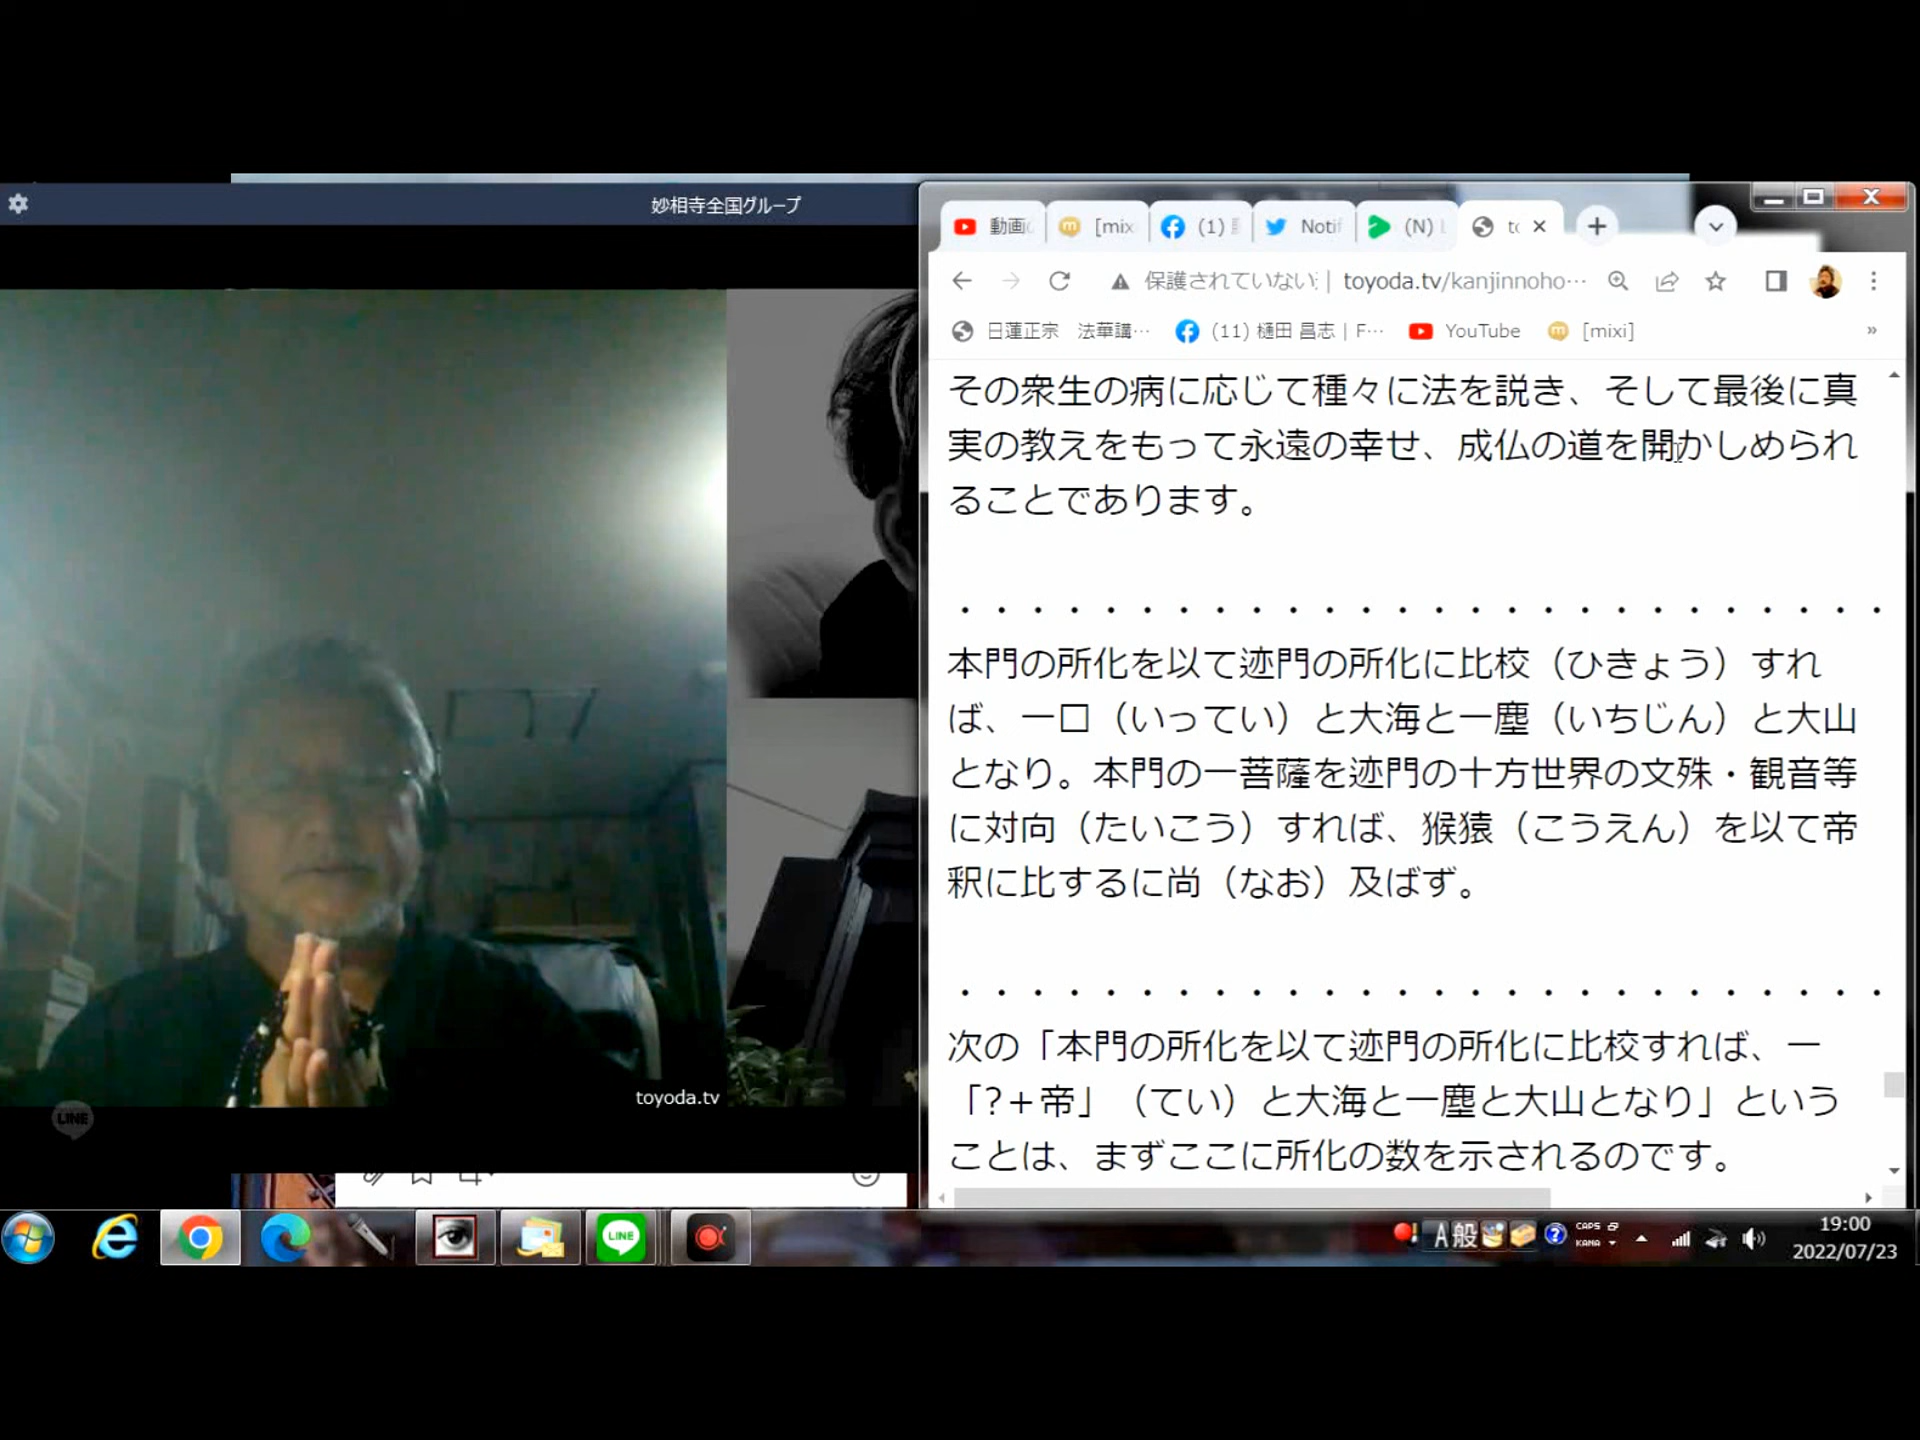 妙相寺全国グループ
動画
[mix
(1)
Notif
(N) L
保護されていない
toyoda.tv/kanjinnoho…
日蓮正宗 法華講…
(11) 樋田 昌志 | F…
YouTube
[mixi]
»
その衆生の病に応じて種々に法を説き、そして最後に真
実の教えをもって永遠の幸せ、成仏の道を開かしめられ
ることであります。
・・・・・・・・・・・・・・・・・・・・・・・・・・
本門の所化を以て迹門の所化に比校（ひきょう）すれ
ば、一□（いってい）と大海と一塵（いちじん）と大山
となり。本門の一菩薩を迹門の十方世界の文殊・観音等
に対向（たいこう）すれば、猴猿（こうえん）を以て帝
釈に比するに尚（なお）及ばず。
・・・・・・・・・・・・・・・・・・・・・・・・・・
次の「本門の所化を以て迹門の所化に比校すれば、一
「?＋帝」（てい）と大海と一塵と大山となり」という
ことは、まずここに所化の数を示されるのです。
toyoda.tv
LINE
LINE
A 般
CAPS
KANA
19:00
2022/07/23